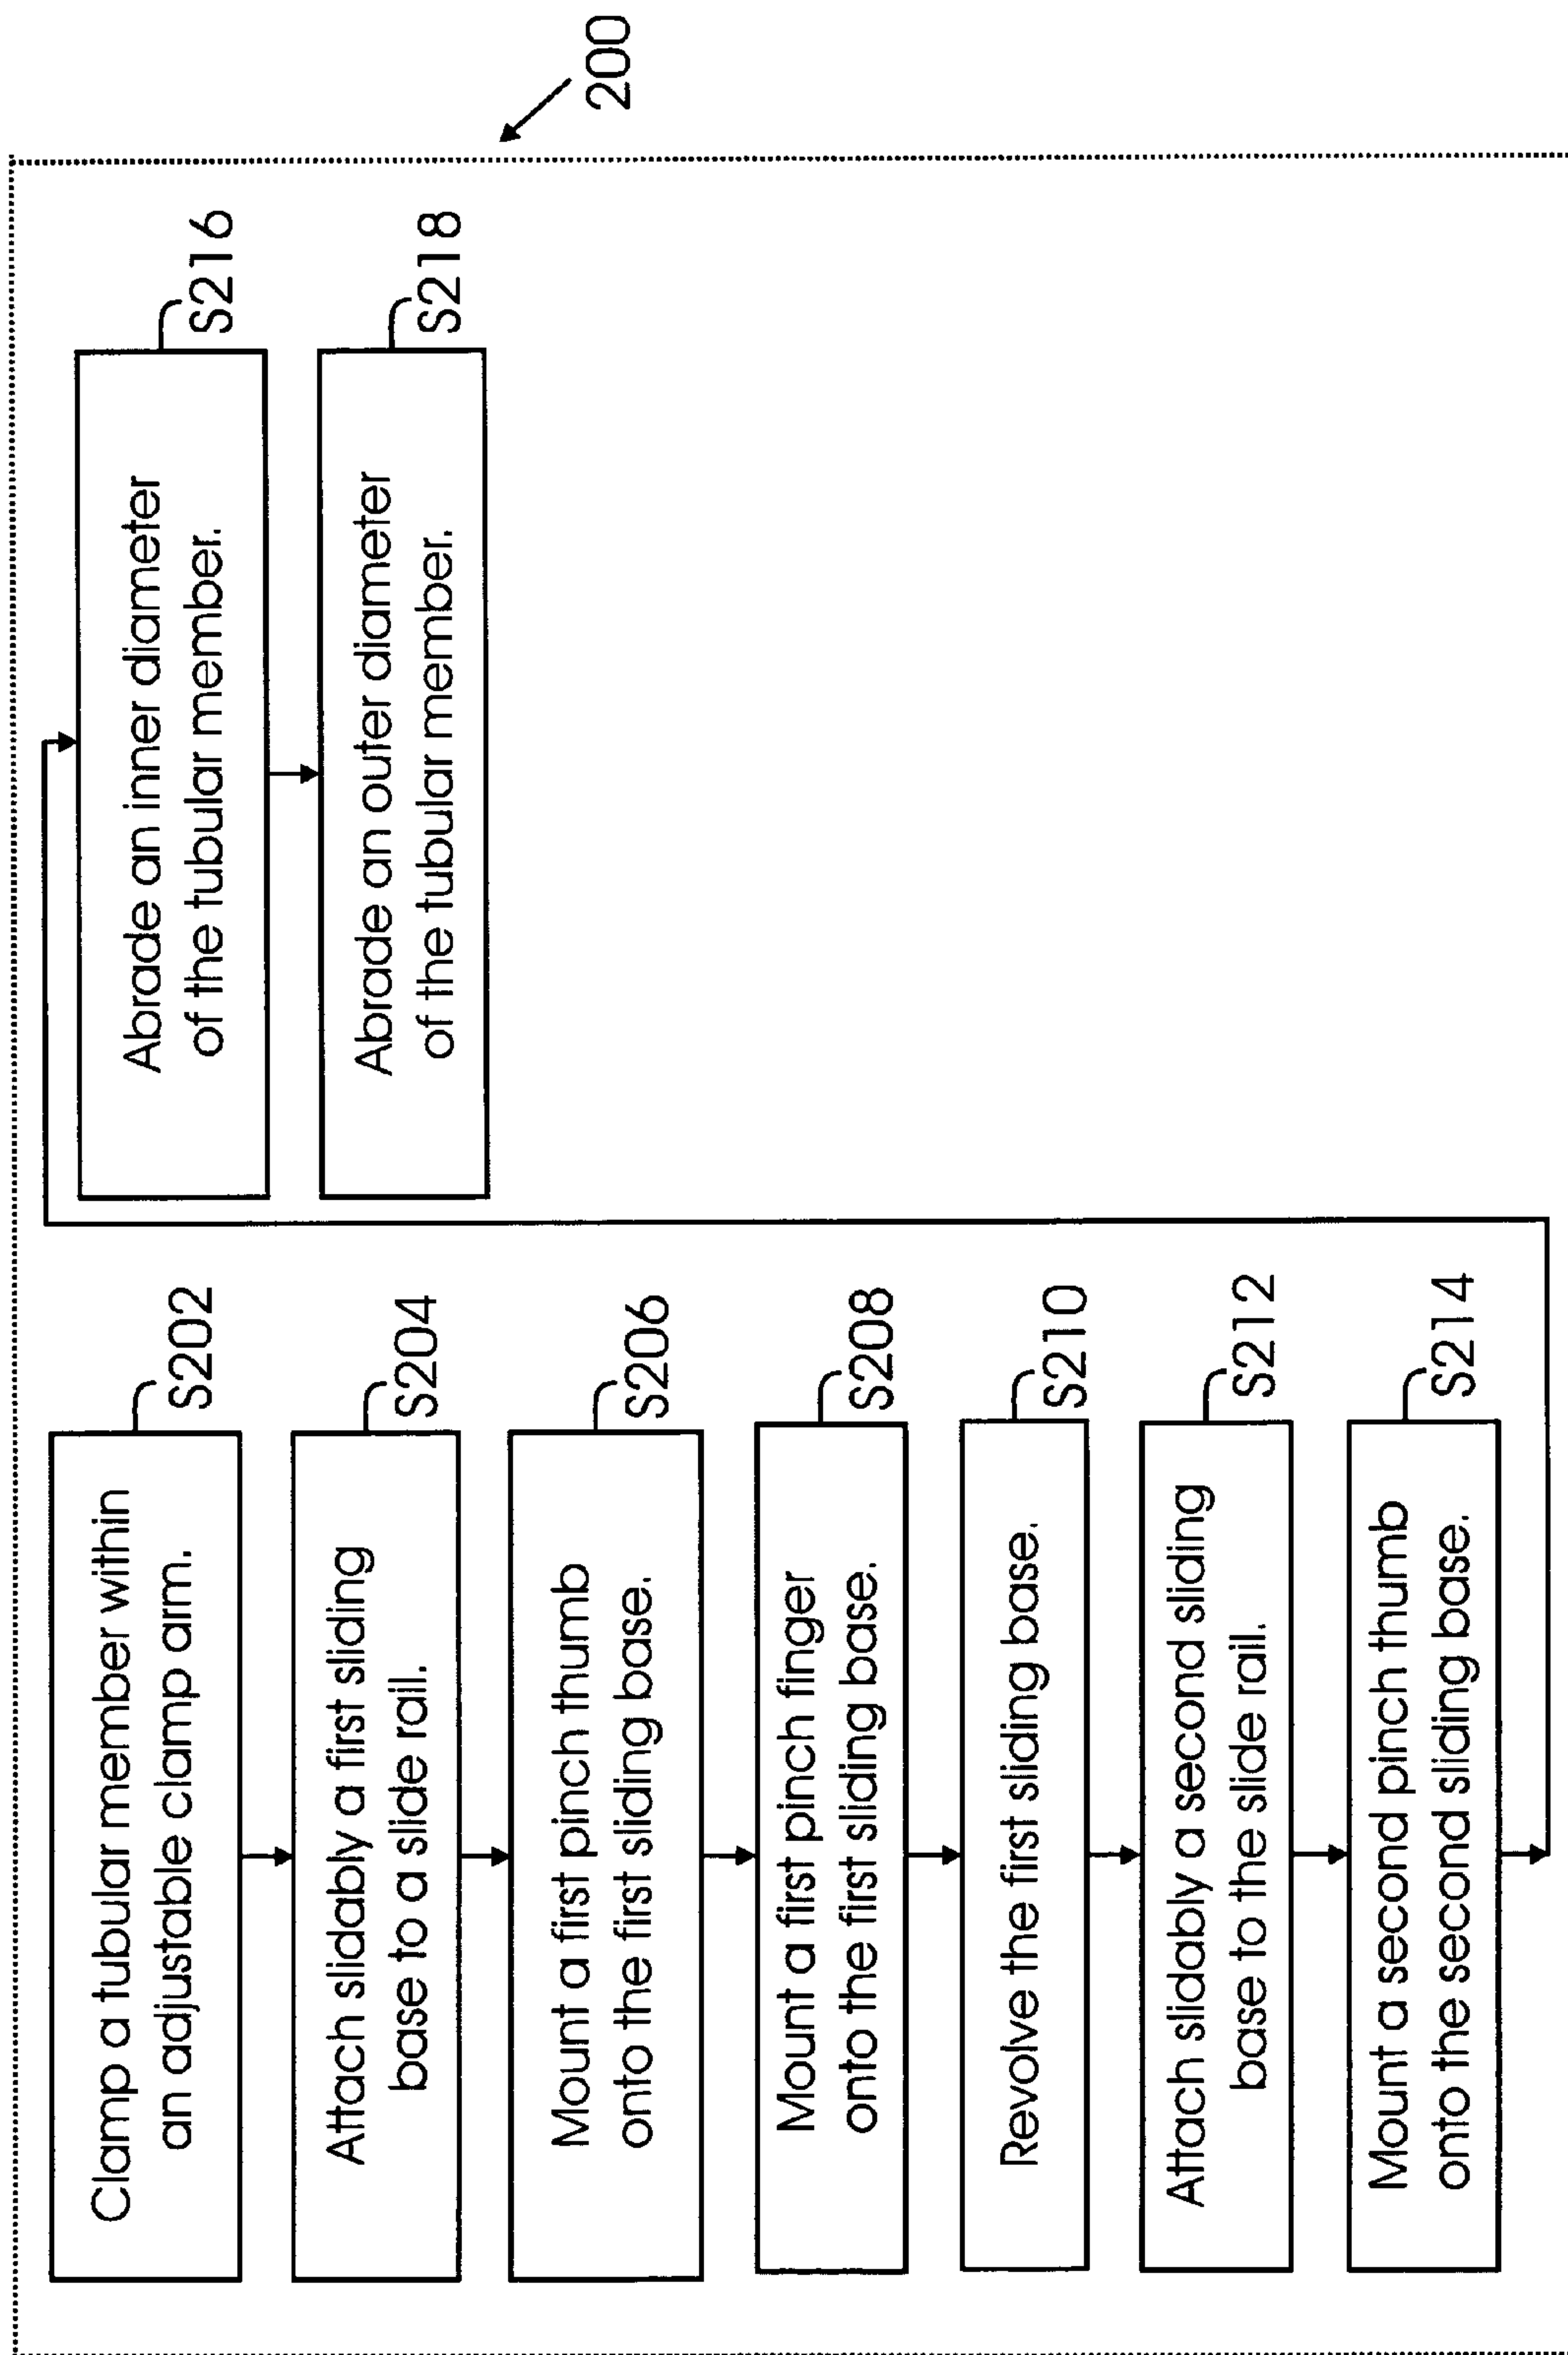 200
Clamp a tubular member within
an adjustable clamp arm.
S202
Attach slidably a first sliding
base to a slide rail.
S204
Mount a first pinch thumb
onto the first sliding base.
S206
Mount a first pinch finger
onto the first sliding base.
S208
Revolve the first sliding base.
S210
Attach slidably a second sliding
base to the slide rail.
S212
Mount a second pinch thumb
onto the second sliding base.
S214
Abrade an inner diameter
of the tubular member.
S216
Abrade an outer diameter
of the tubular member.
S218